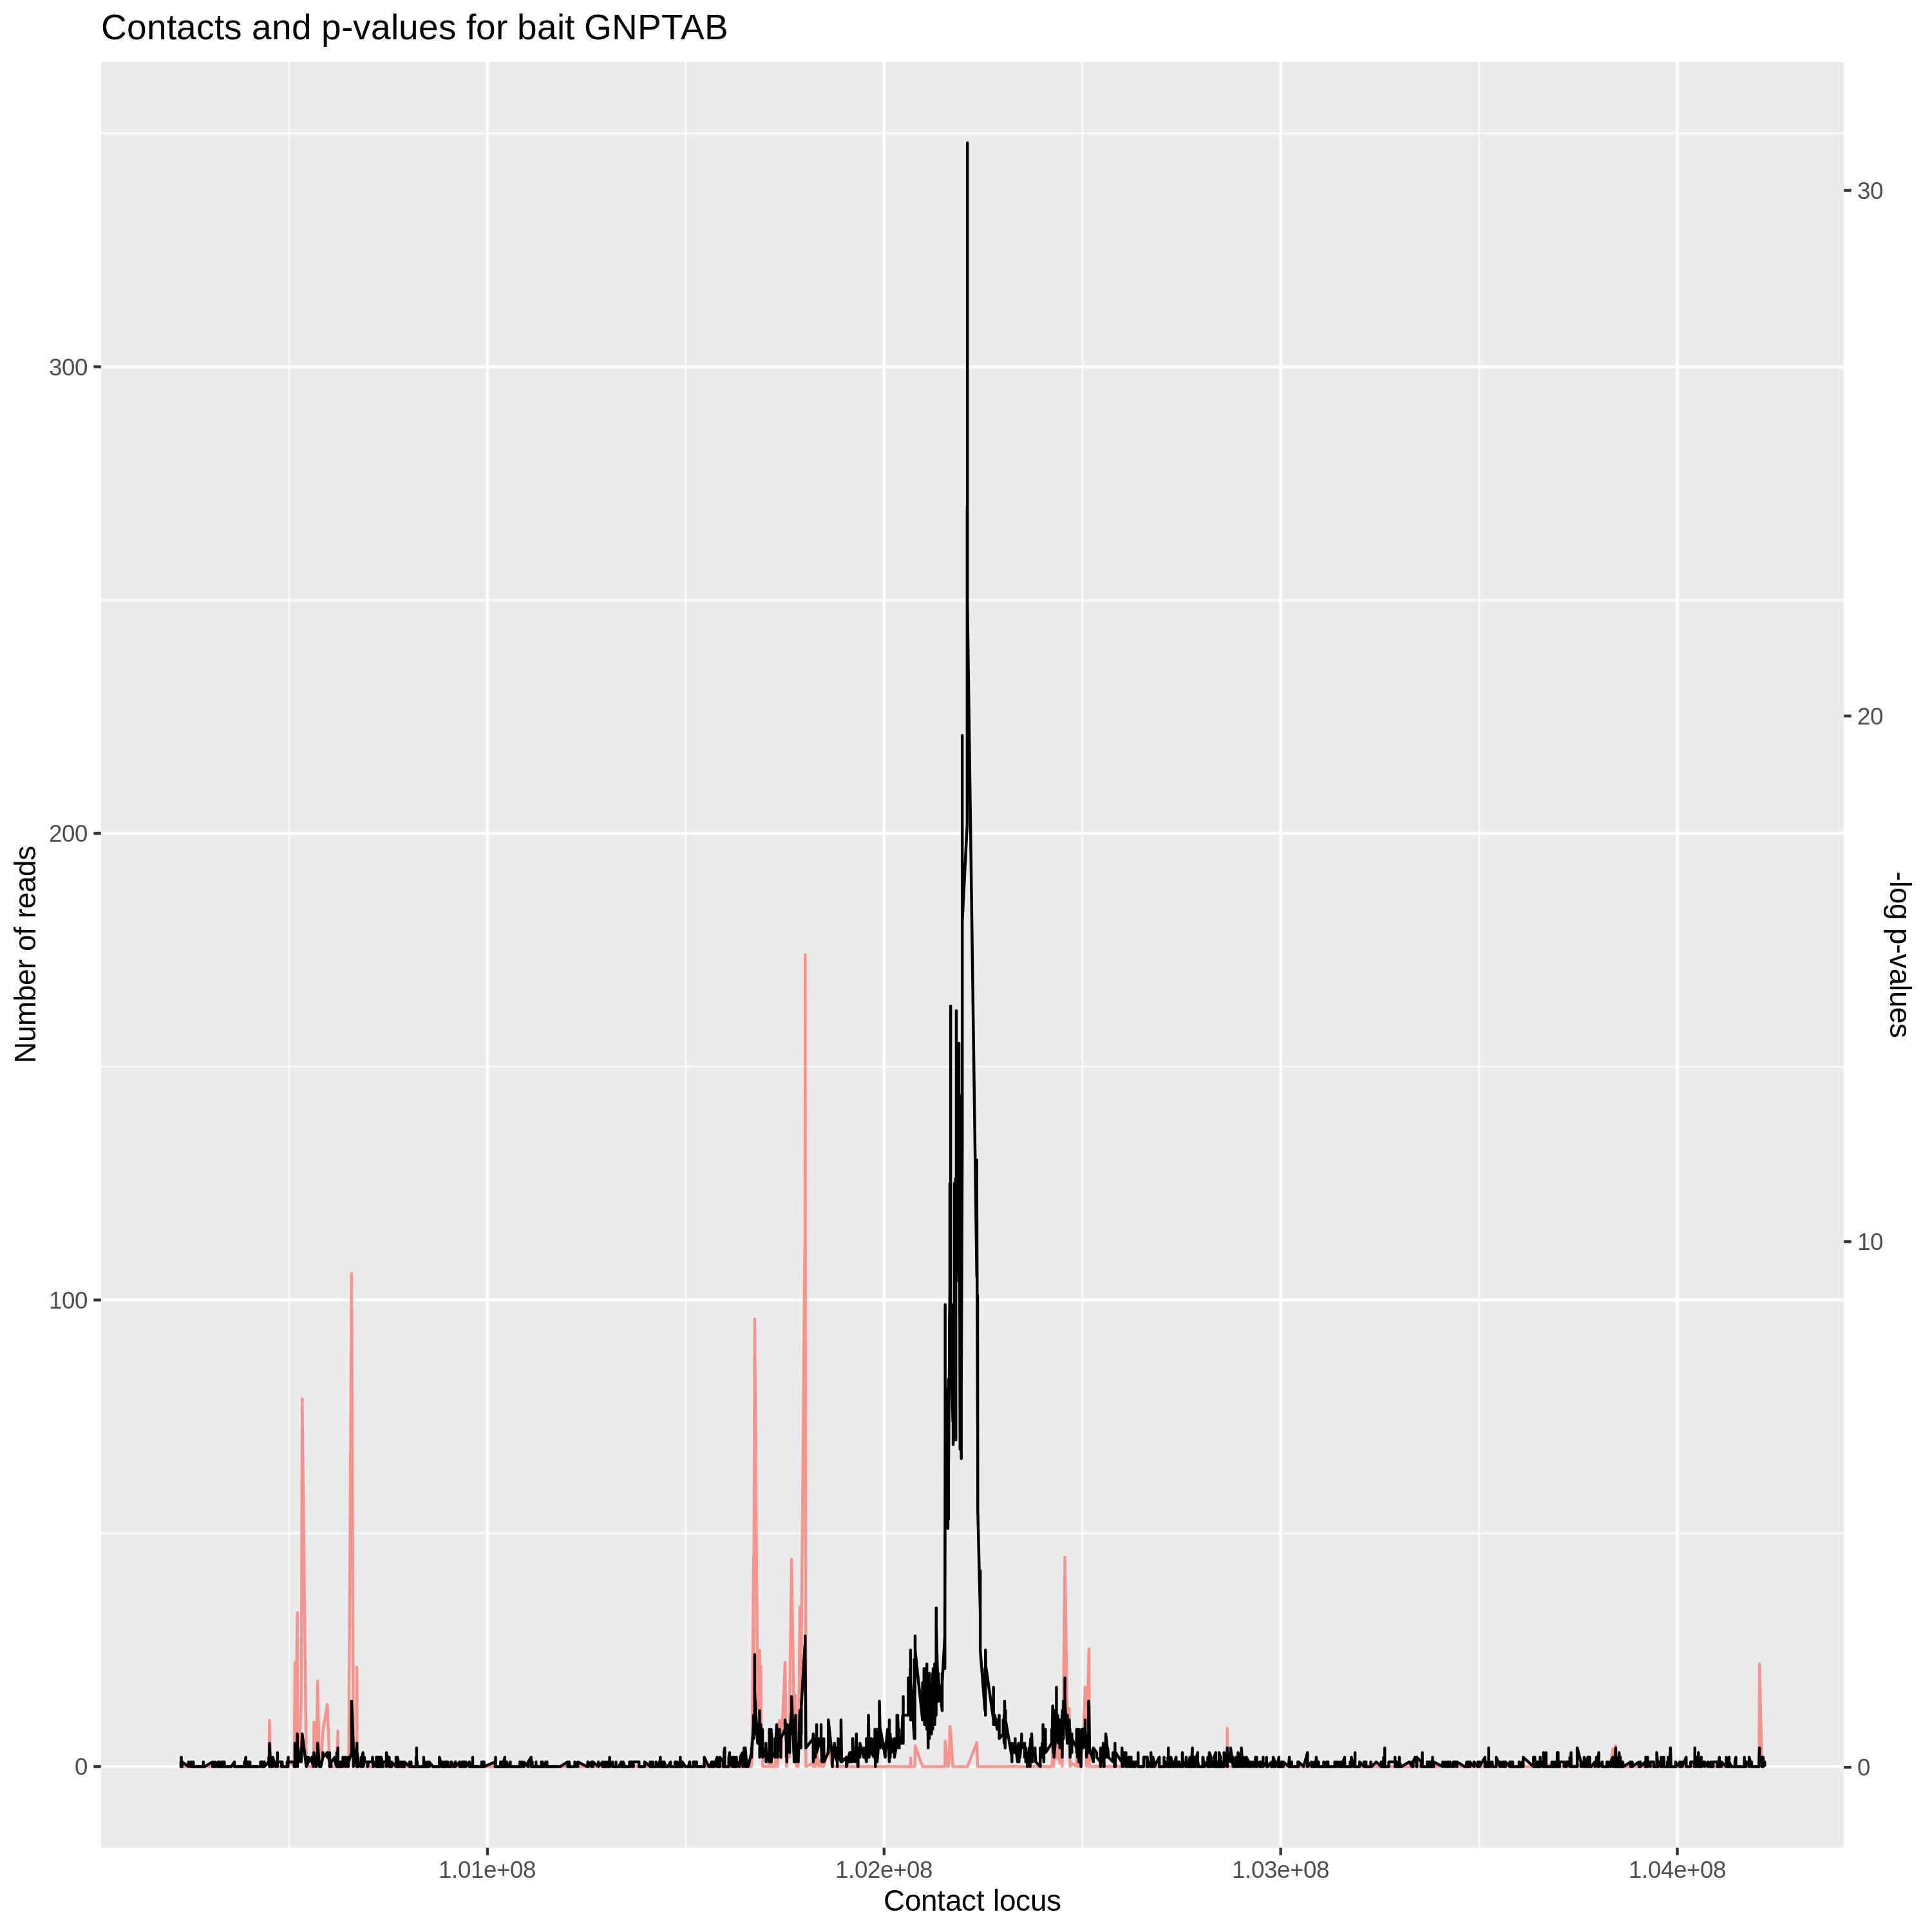 Contacts and p-values for bait GNPTAB
300
200
100
0
Number of reads
30
20
10
0
-log p-values
1.01e+08
1.02e+08
1.03e+08
1.04e+08
Contact locus